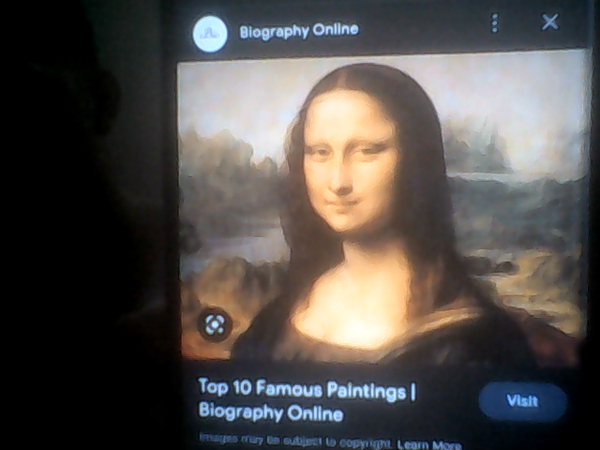 Biography Online
Top 10 Famous Paintings |
Biography Online
Visit
Images may be subject to copyright. Learn More